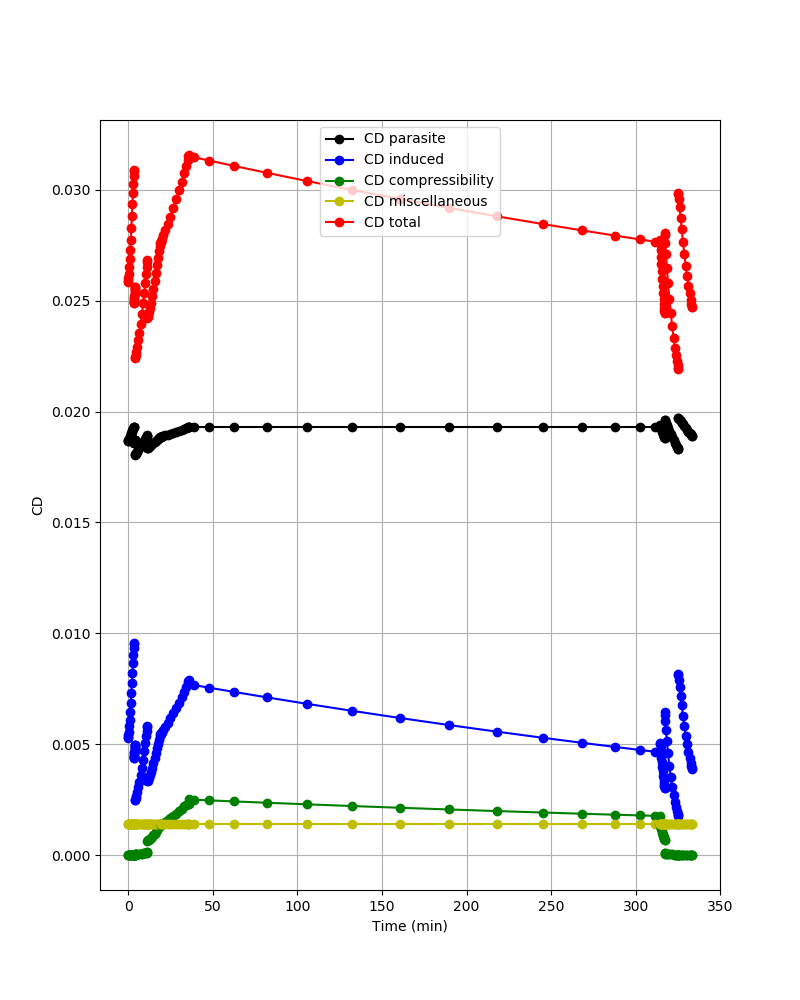 CD parasite
CD induced
CD compressibility
CD miscellaneous
CD total
0.030
0.025
0.020
0.015
0.010
0.005
0.000
CD
0 50 100 150 200 250 300 350
Time (min)